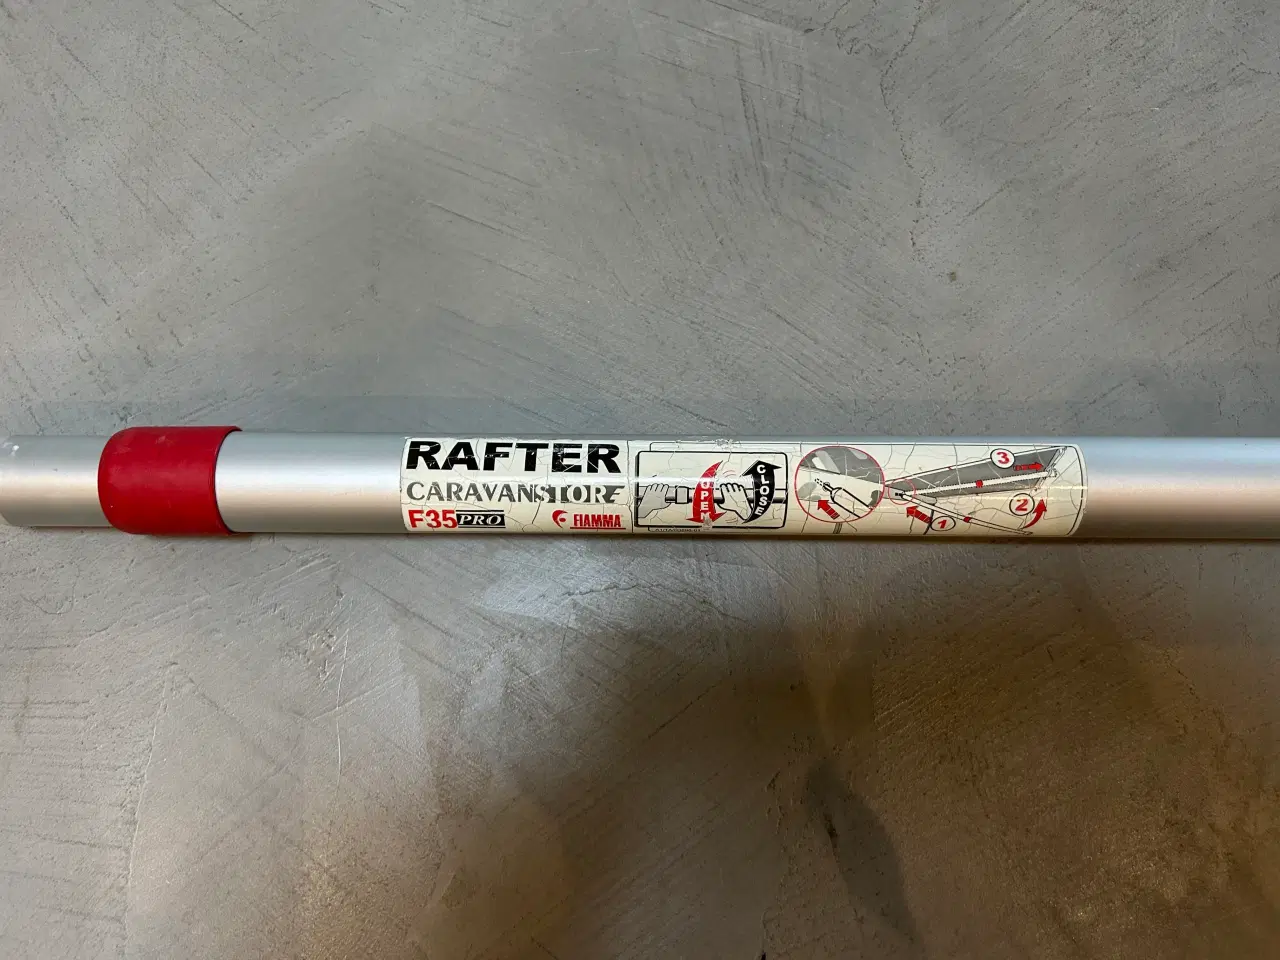 RAFTER
CARAVANSTORE
F35PRO
FIAMMA
OPEN
CLOSE
1
2
3